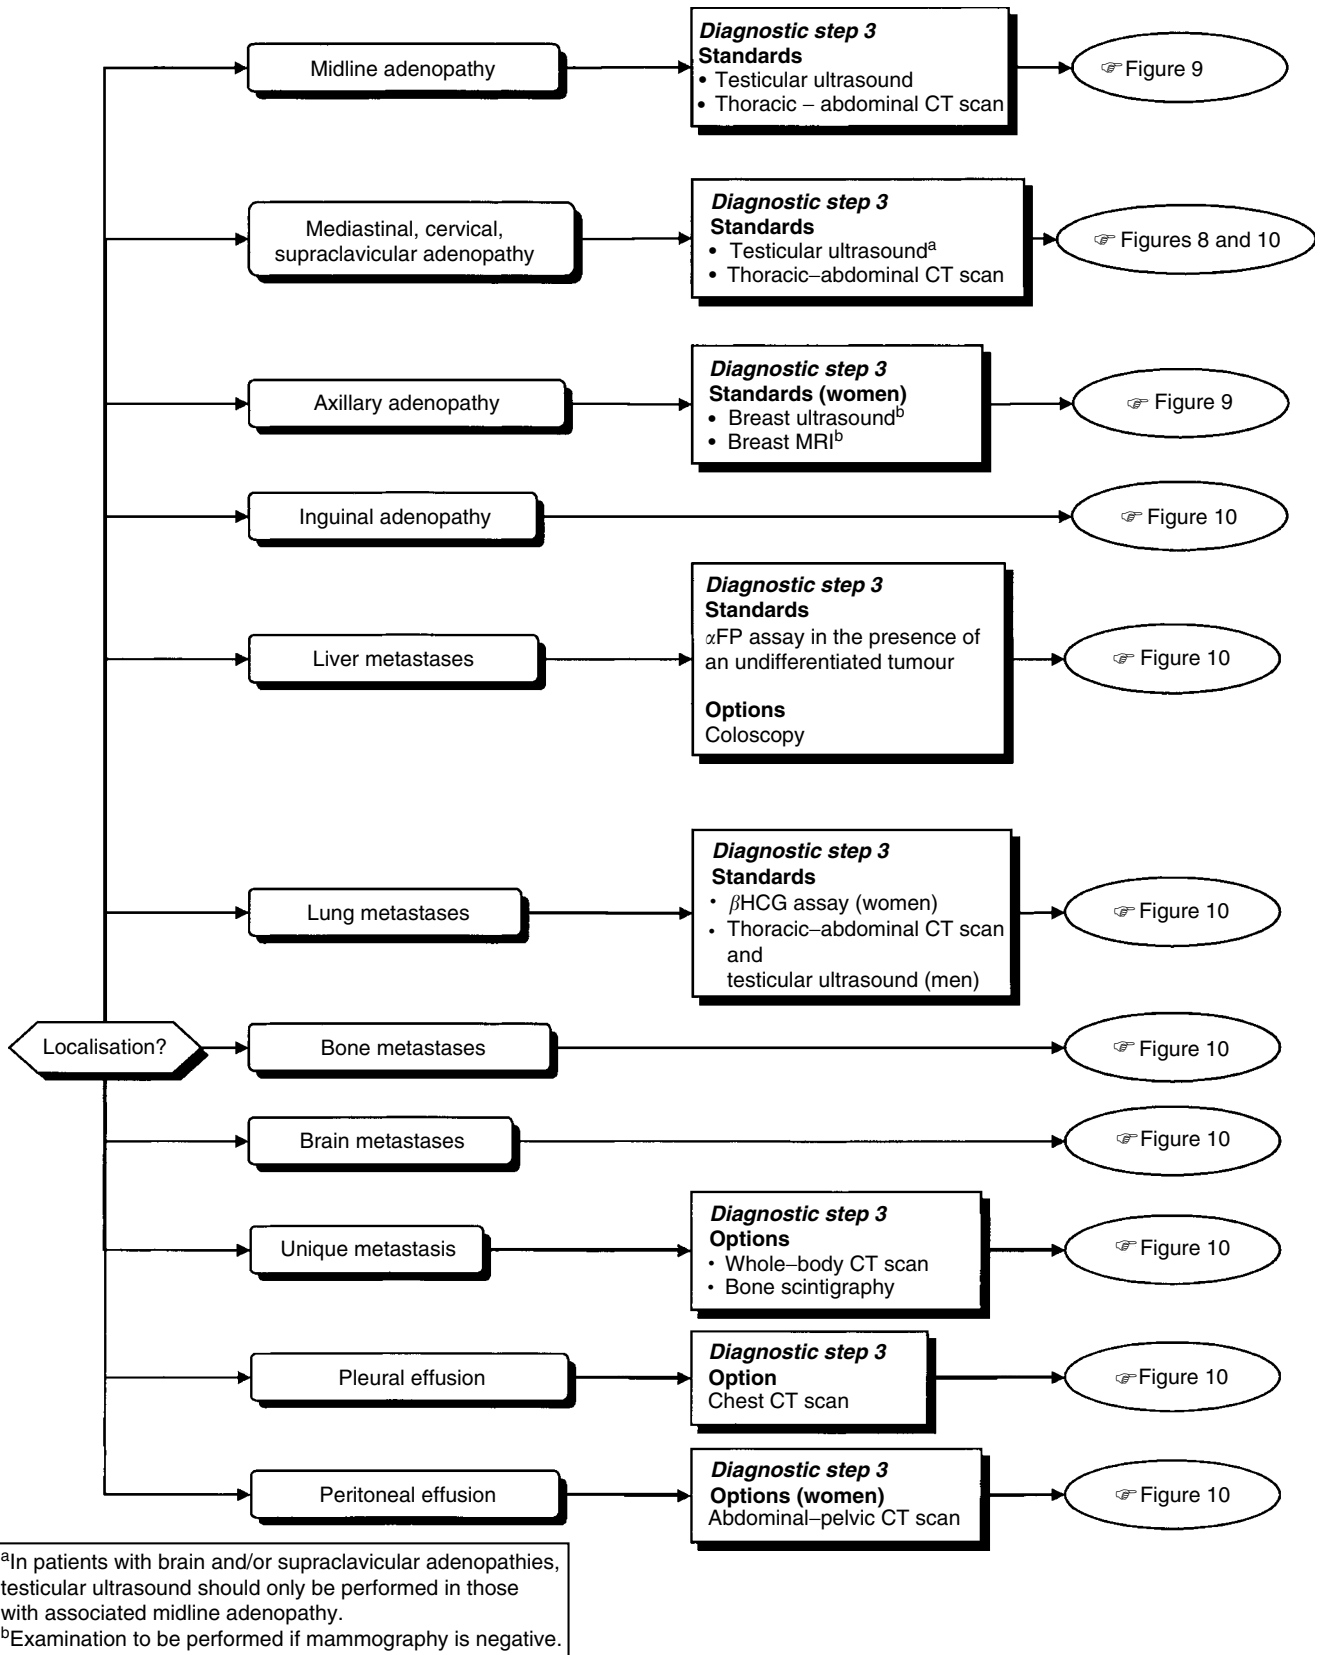 Midline adenopathy
Diagnostic step 3
Standards
• Testicular ultrasound
• Thoracic – abdominal CT scan
☞ Figure 9
Mediastinal, cervical,
supraclavicular adenopathy
Diagnostic step 3
Standards
• Testicular ultrasoundᵃ
• Thoracic–abdominal CT scan
☞ Figures 8 and 10
Axillary adenopathy
Diagnostic step 3
Standards (women)
• Breast ultrasoundᵇ
• Breast MRIᵇ
☞ Figure 9
Inguinal adenopathy
☞ Figure 10
Liver metastases
Diagnostic step 3
Standards
αFP assay in the presence of
an undifferentiated tumour
Options
Coloscopy
☞ Figure 10
Lung metastases
Diagnostic step 3
Standards
• βHCG assay (women)
• Thoracic–abdominal CT scan
and
testicular ultrasound (men)
☞ Figure 10
Localisation?
Bone metastases
☞ Figure 10
Brain metastases
☞ Figure 10
Unique metastasis
Diagnostic step 3
Options
• Whole–body CT scan
• Bone scintigraphy
☞ Figure 10
Pleural effusion
Diagnostic step 3
Option
Chest CT scan
☞ Figure 10
Peritoneal effusion
Diagnostic step 3
Options (women)
Abdominal–pelvic CT scan
☞ Figure 10
ᵃIn patients with brain and/or supraclavicular adenopathies,
testicular ultrasound should only be performed in those
with associated midline adenopathy.
ᵇExamination to be performed if mammography is negative.